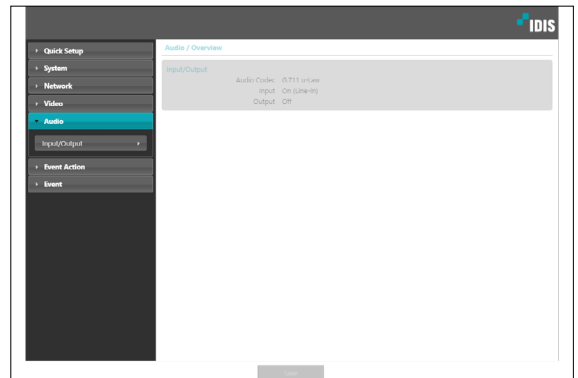 IDIS
Quick Setup
System
Network
Video
Audio
Input/Output
Event Action
Event
Audio / Overview
Input/Output
Audio Codec G.711 u-Law
Input On (Line-in)
Output Off
Save